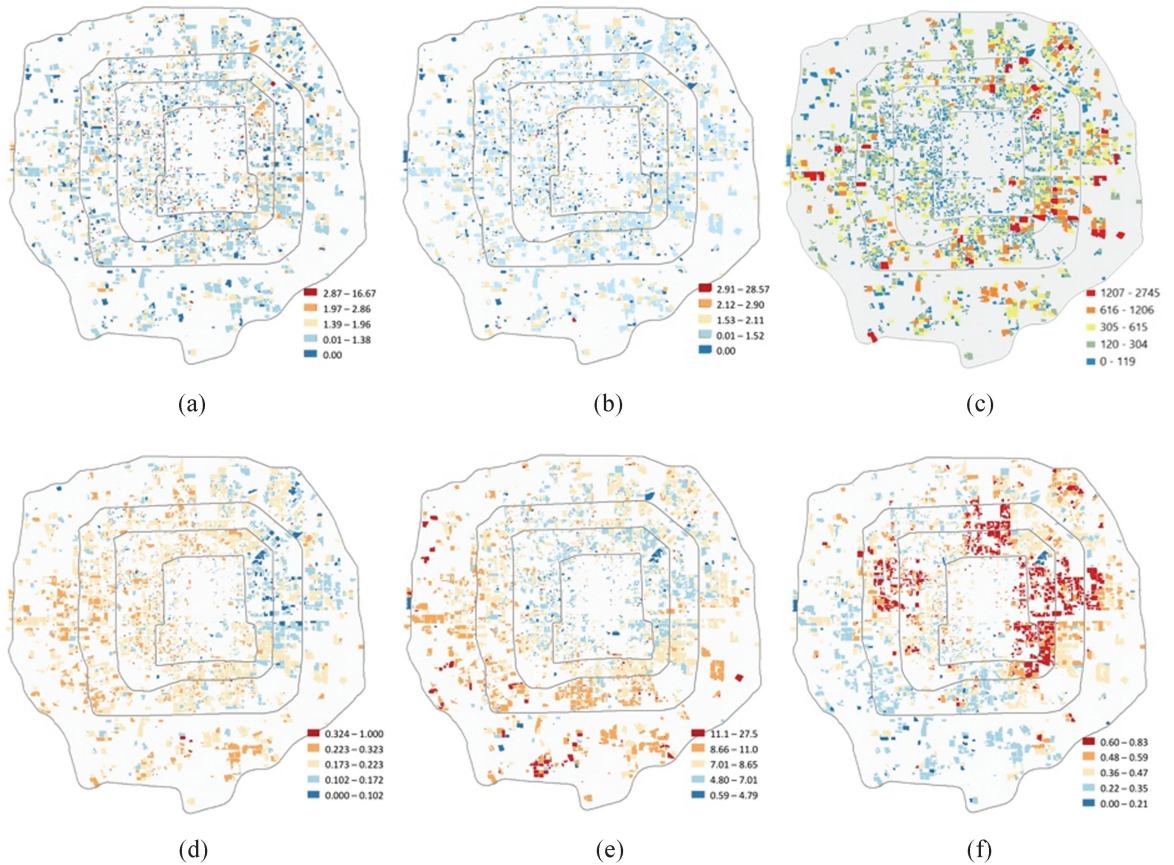 2.87 – 16.67
1.97 – 2.86
1.39 – 1.96
0.01 – 1.38
0.00
(a)
2.91 – 28.57
2.12 – 2.90
1.53 – 2.11
0.01 – 1.52
0.00
(b)
1207 - 2745
616 - 1206
305 - 615
120 - 304
0 - 119
(c)
0.324 – 1.000
0.223 – 0.323
0.173 – 0.223
0.102 – 0.172
0.000 – 0.102
(d)
11.1 – 27.5
8.66 – 11.0
7.01 – 8.65
4.80 – 7.01
0.59 – 4.79
(e)
0.60 – 0.83
0.48 – 0.59
0.36 – 0.47
0.22 – 0.35
0.00 – 0.21
(f)